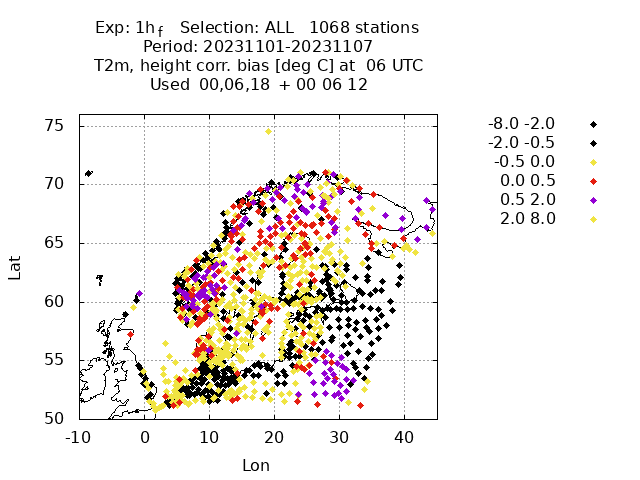 Exp: 1h_f   Selection: ALL   1068 stations
Period: 20231101-20231107
T2m, height corr. bias [deg C] at  06 UTC
Used 00,06,18 + 00 06 12
-8.0 -2.0
-2.0 -0.5
-0.5 0.0
0.0 0.5
0.5 2.0
2.0 8.0
75
70
65
60
55
50
Lat
-10 0 10 20 30 40
Lon